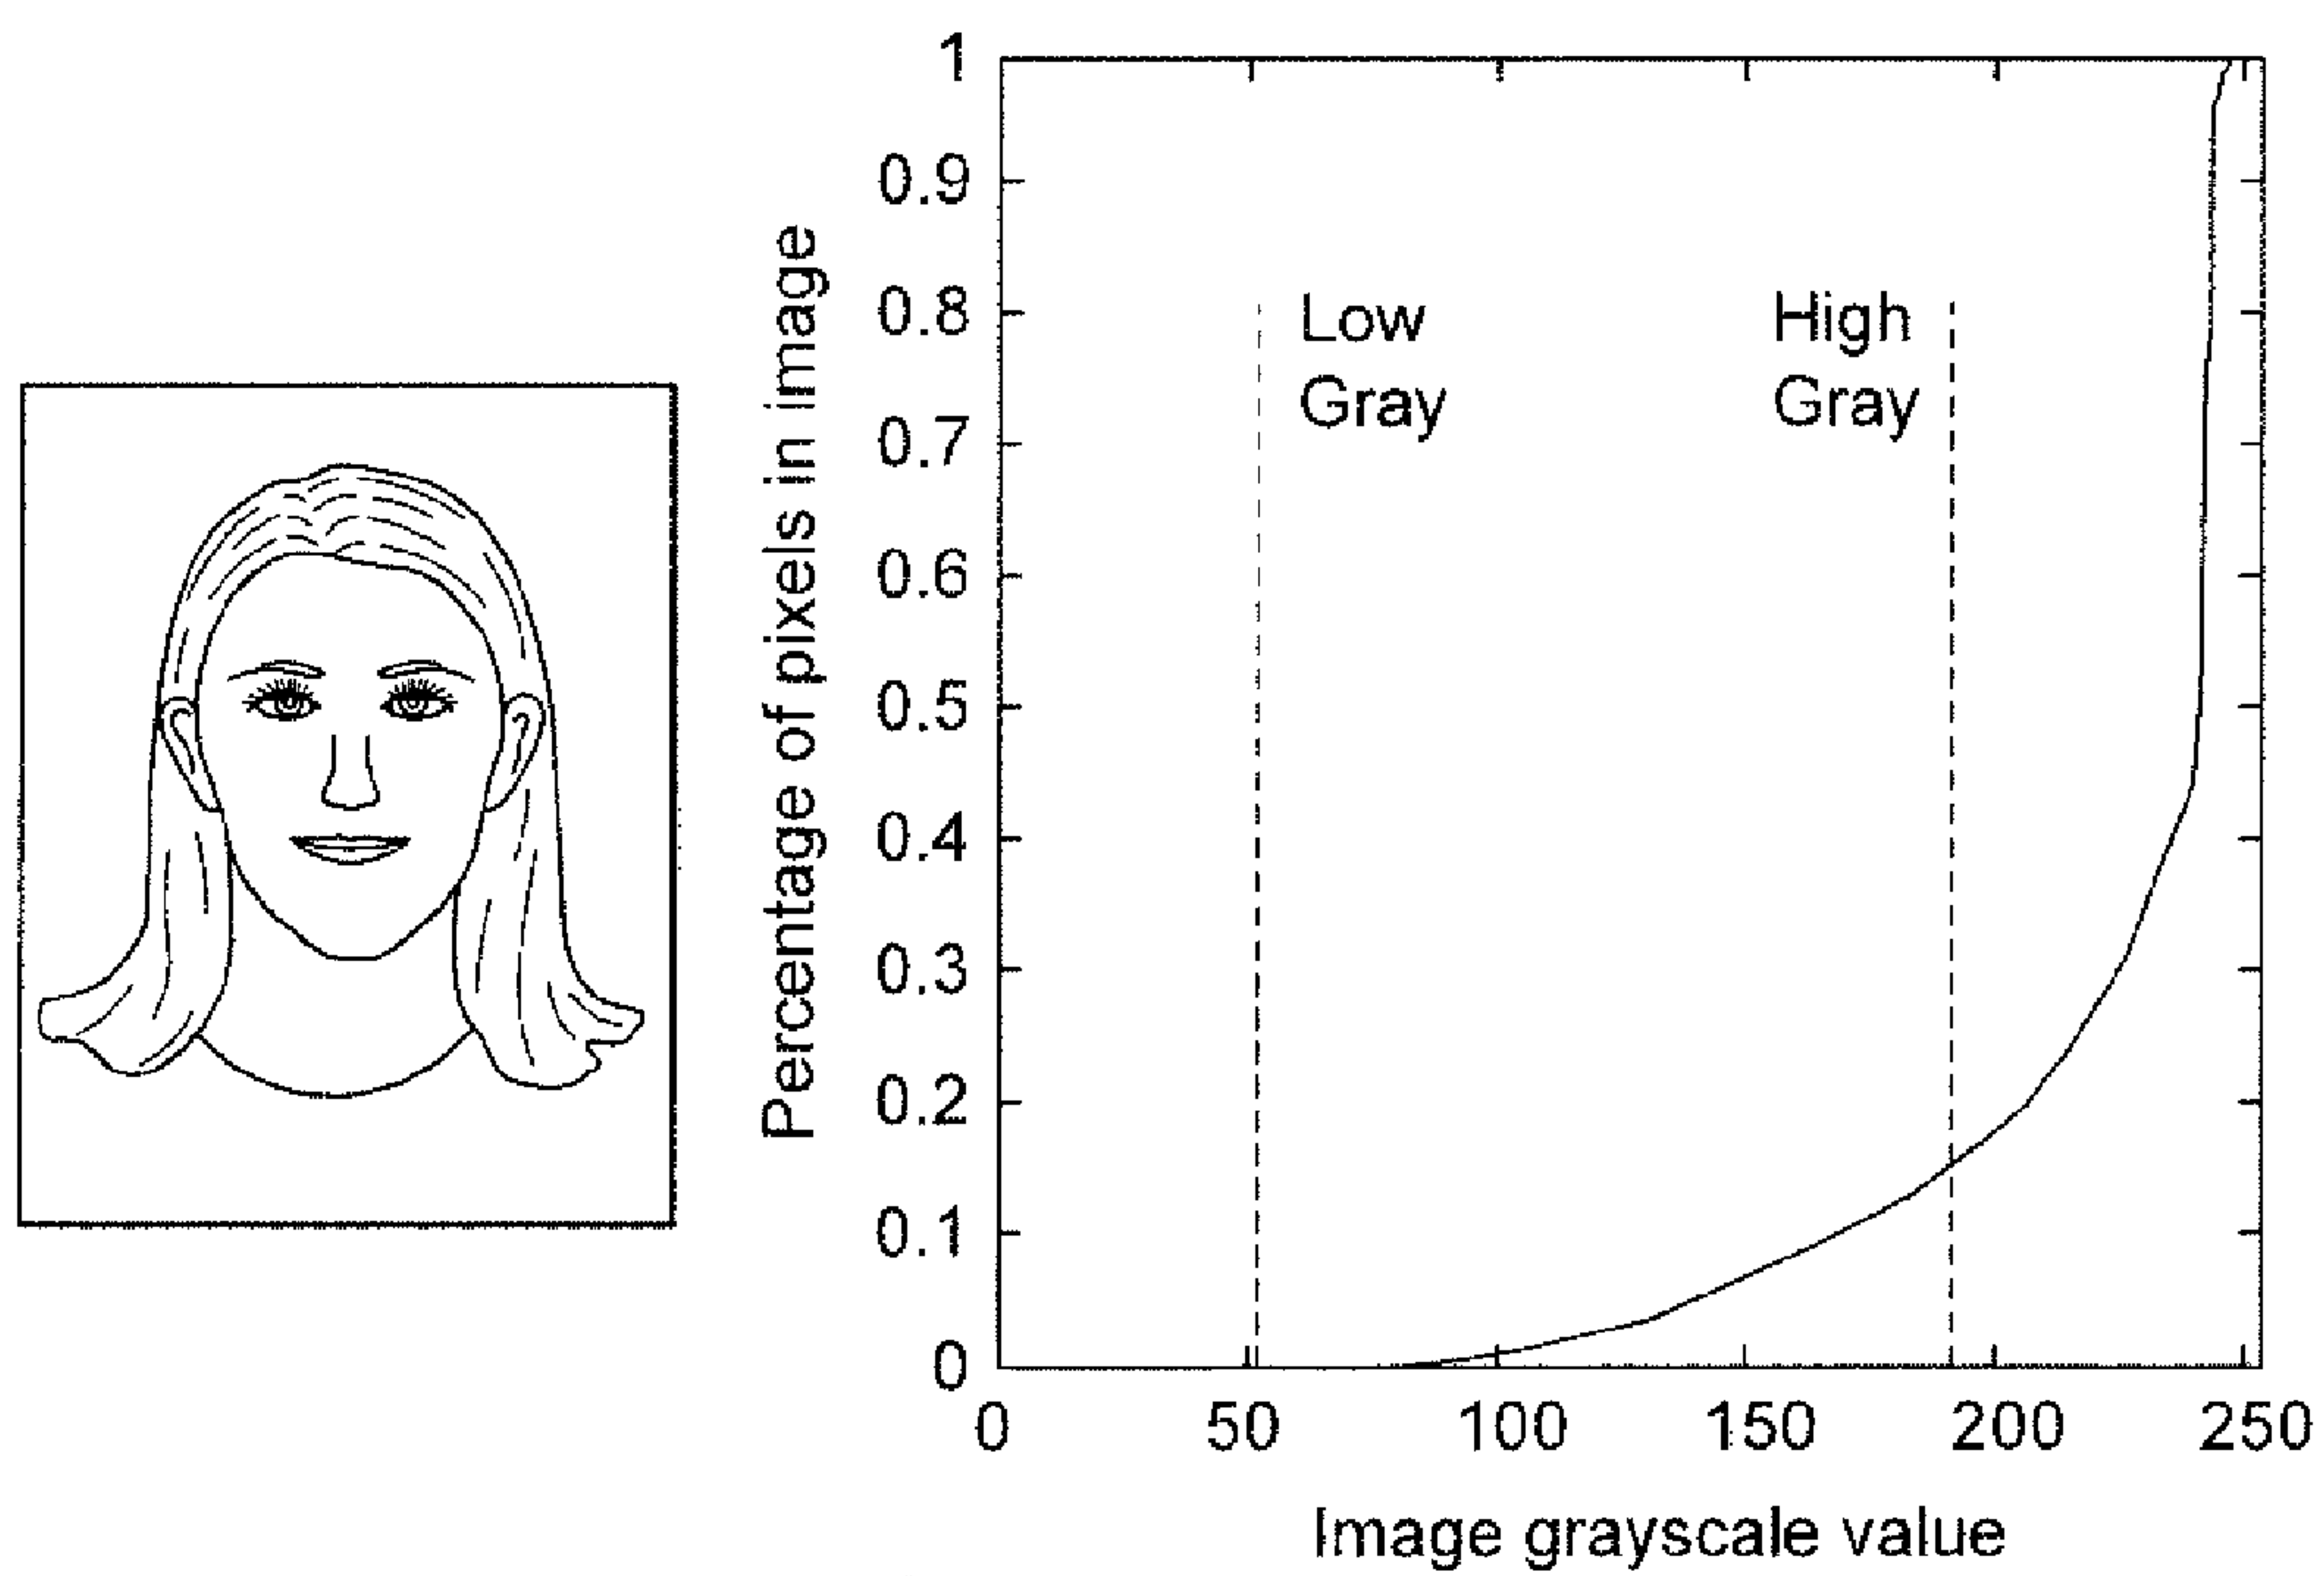 Percentage of pixels in image
1
0.9
0.8
0.7
0.6
0.5
0.4
0.3
0.2
0.1
0
Low
Gray
High
Gray
0 50 100 150 200 250
Image grayscale value